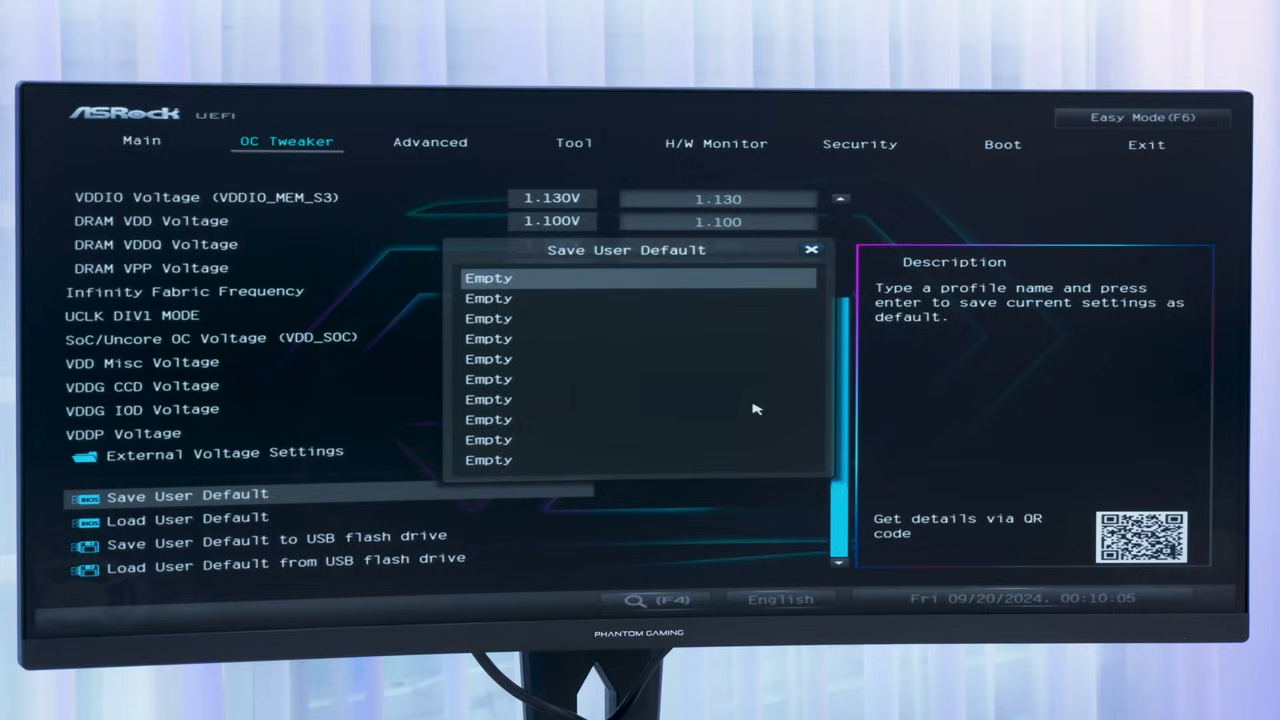 ASRock UEFI
Easy Mode(F6)
Main OC Tweaker Advanced Tool H/W Monitor Security Boot Exit
VDDIO Voltage (VDDIO_MEM_S3) 1.130V 1.130
DRAM VDD Voltage 1.100V 1.100
DRAM VDDQ Voltage
DRAM VPP Voltage
Infinity Fabric Frequency
UCLK DIV1 MODE
SoC/Uncore OC Voltage (VDD_SOC)
VDD Misc Voltage
VDDG CCD Voltage
VDDG IOD Voltage
VDDP Voltage
External Voltage Settings
BIOS Save User Default
BIOS Load User Default
Save User Default to USB flash drive
Load User Default from USB flash drive
Save User Default
Empty
Empty
Empty
Empty
Empty
Empty
Empty
Empty
Empty
Empty
Description
Type a profile name and press
enter to save current settings as
default.
Get details via QR
code
(F4) English Fri 09/20/2024. 00:10:05
PHANTOM GAMING